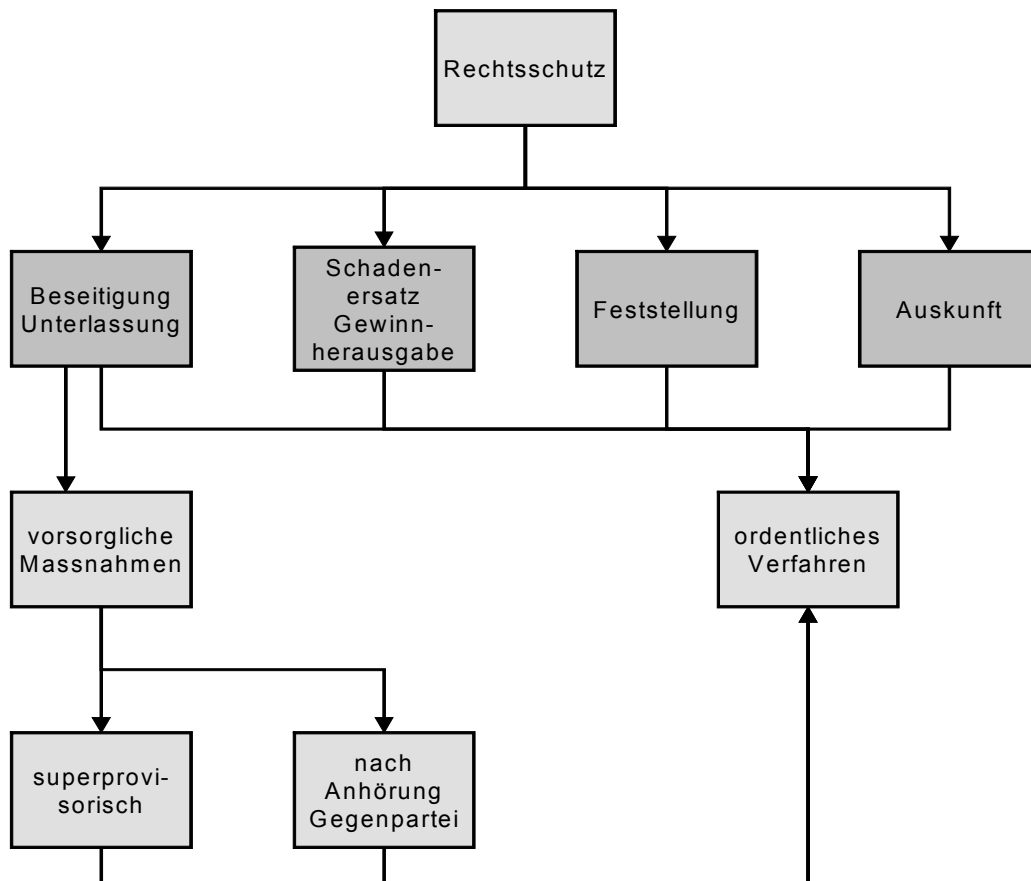 Rechtsschutz
Beseitigung
Unterlassung
Schaden-
ersatz
Gewinn-
herausgabe
Feststellung
Auskunft
vorsorgliche
Massnahmen
ordentliches
Verfahren
superprovi-
sorisch
nach
Anhörung
Gegenpartei